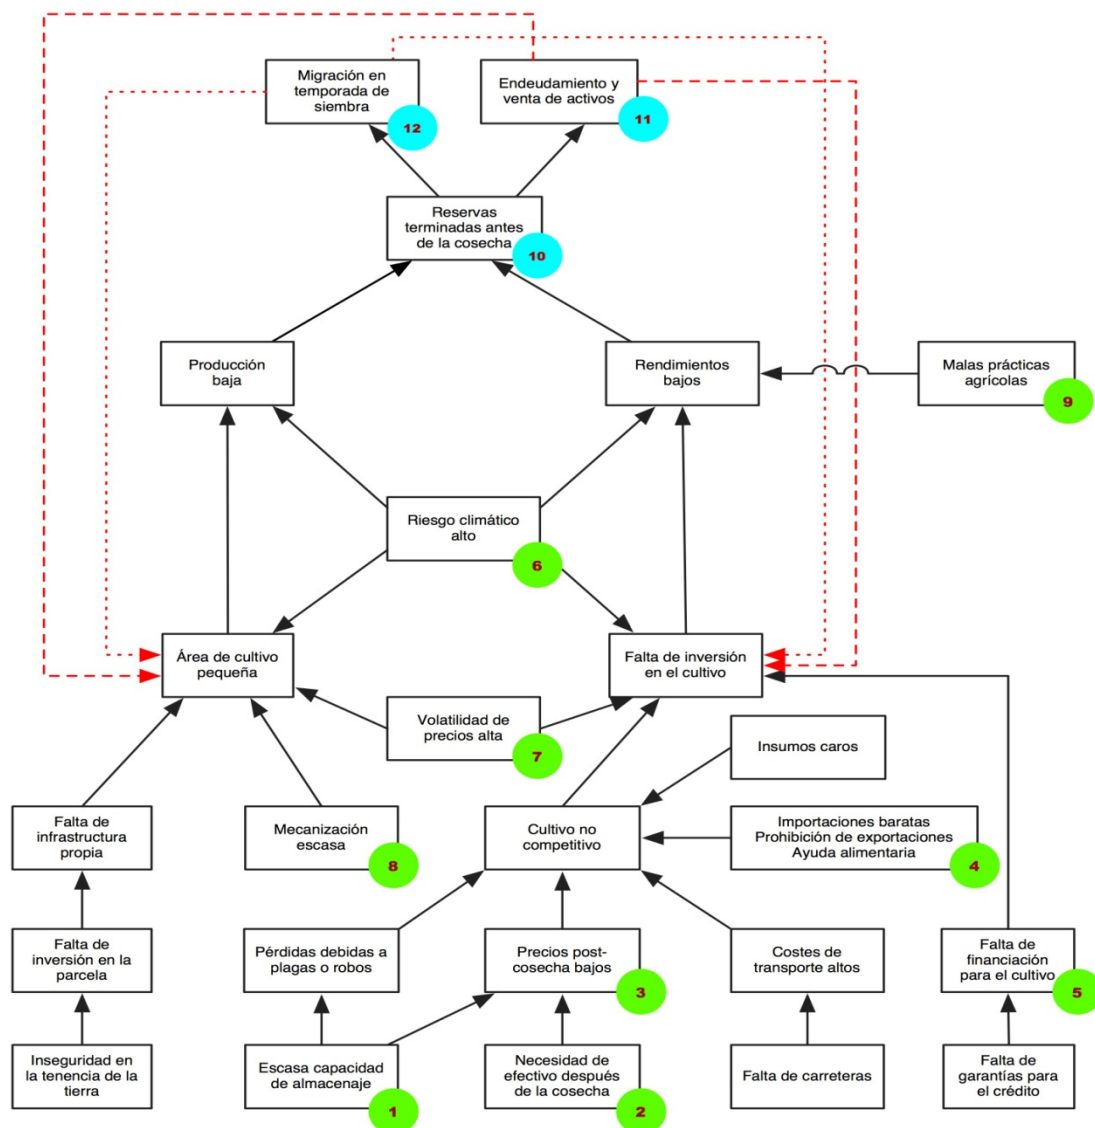 Migración en
temporada de
siembra
12
Endeudamiento y
venta de activos
11
Reservas
terminadas antes
de la cosecha
10
Producción
baja
Rendimientos
bajos
Malas prácticas
agrícolas
9
Riesgo climático
alto
6
Área de cultivo
pequeña
Falta de inversión
en el cultivo
Volatilidad de
precios alta
7
Insumos caros
Falta de
infrastructura
propia
Mecanización
escasa
8
Cultivo no
competitivo
Importaciones baratas
Prohibición de exportaciones
Ayuda alimentaria
4
Falta de
inversión en la
parcela
Pérdidas debidas a
plagas o robos
Precios post-
cosecha bajos
3
Costes de
transporte altos
Falta de
financiación
para el cultivo
5
Inseguridad en
la tenencia de la
tierra
Escasa capacidad
de almacenaje
1
Necesidad de
efectivo después
de la cosecha
2
Falta de carreteras
Falta de
garantías para
el crédito